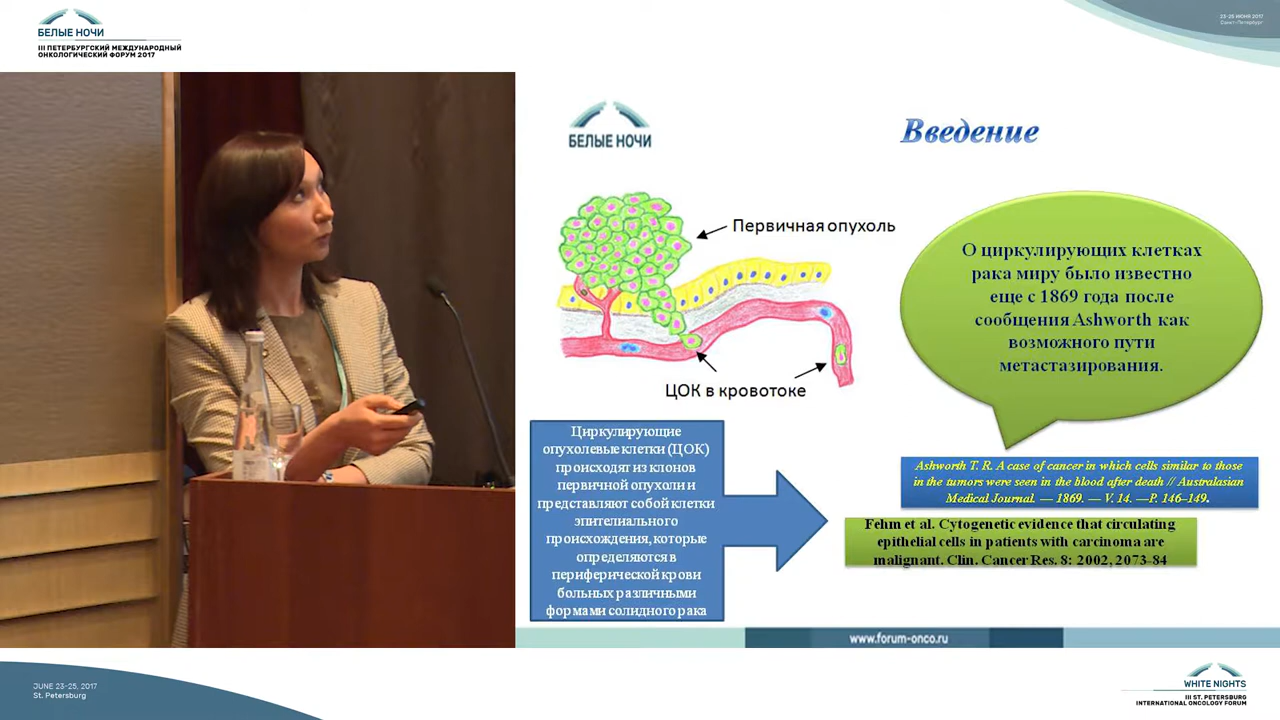 БЕЛЫЕ НОЧИ
III ПЕТЕРБУРГСКИЙ МЕЖДУНАРОДНЫЙ
ОНКОЛОГИЧЕСКИЙ ФОРУМ 2017
23-25 ИЮНЯ 2017
Санкт-Петербург
БЕЛЫЕ НОЧИ
Введение
Первичная опухоль
ЦОК в кровотоке
О циркулирующих клетках
рака миру было известно
еще с 1869 года после
сообщения Ashworth как
возможного пути
метастазирования.
Циркулирующие
опухолевые клетки (ЦОК)
происходят из клонов
первичной опухоли и
представляют собой клетки
эпителиального
происхождения, которые
определяются в
периферической крови
больных различными
формами солидного рака
Ashworth T. R. A case of cancer in which cells similar to those
in the tumors were seen in the blood after death // Australasian
Medical Journal. — 1869. — V. 14. —P. 146–149.
Fehm et al. Cytogenetic evidence that circulating
epithelial cells in patients with carcinoma are
malignant. Clin. Cancer Res. 8: 2002, 2073-84
www.forum-onco.ru
JUNE 23-25, 2017
St. Petersburg
WHITE NIGHTS
III ST. PETERSBURG
INTERNATIONAL ONCOLOGY FORUM